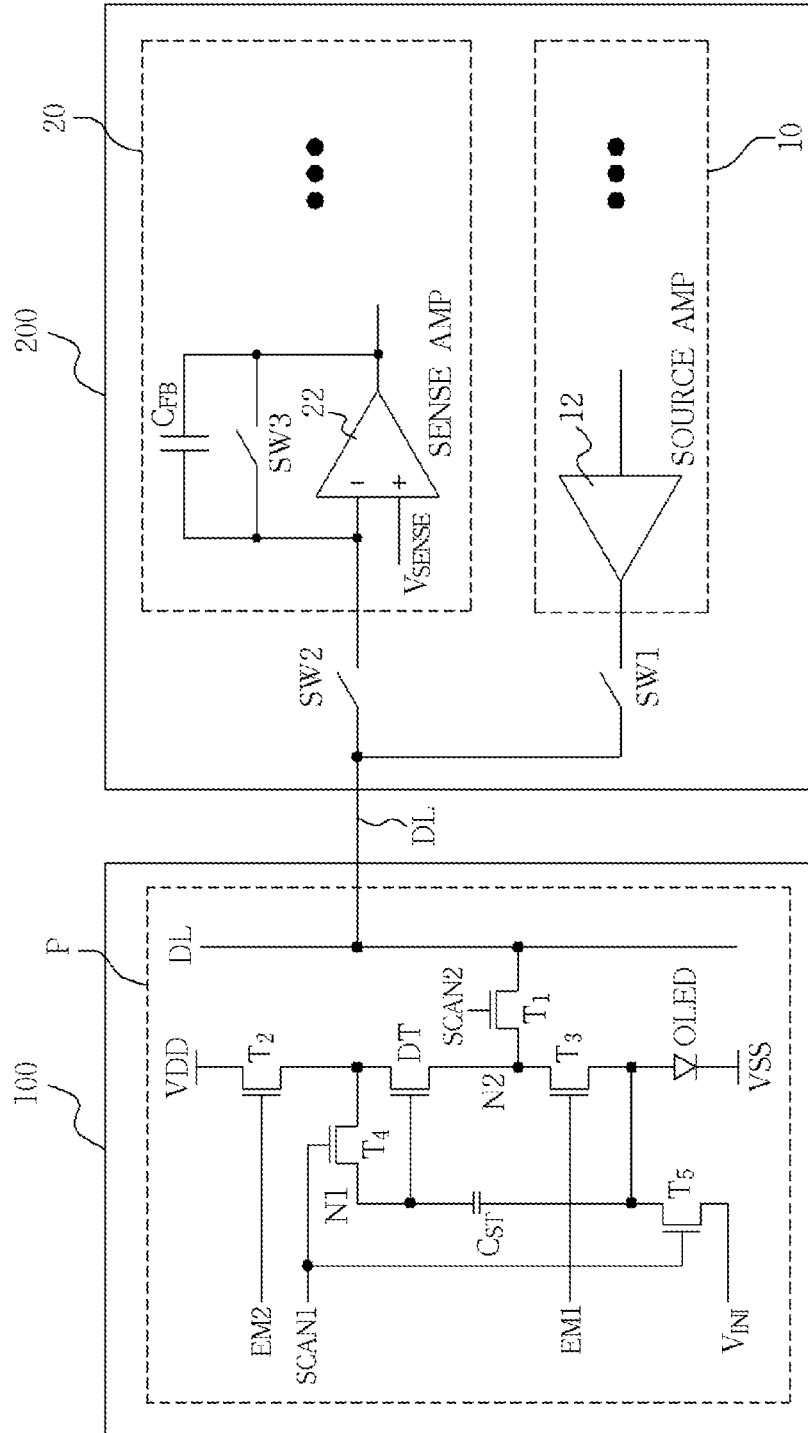 100
P
200
20
VDD
DL
EM2
T2
SCAN1
N1
T4
DT
SCAN2
T1
N2
CST
EM1
T3
OLED
VSS
T5
VINI
DL
SW2
SW1
CFB
SW3
22
-
+
VSENSE
SENSE AMP
12
SOURCE AMP
10